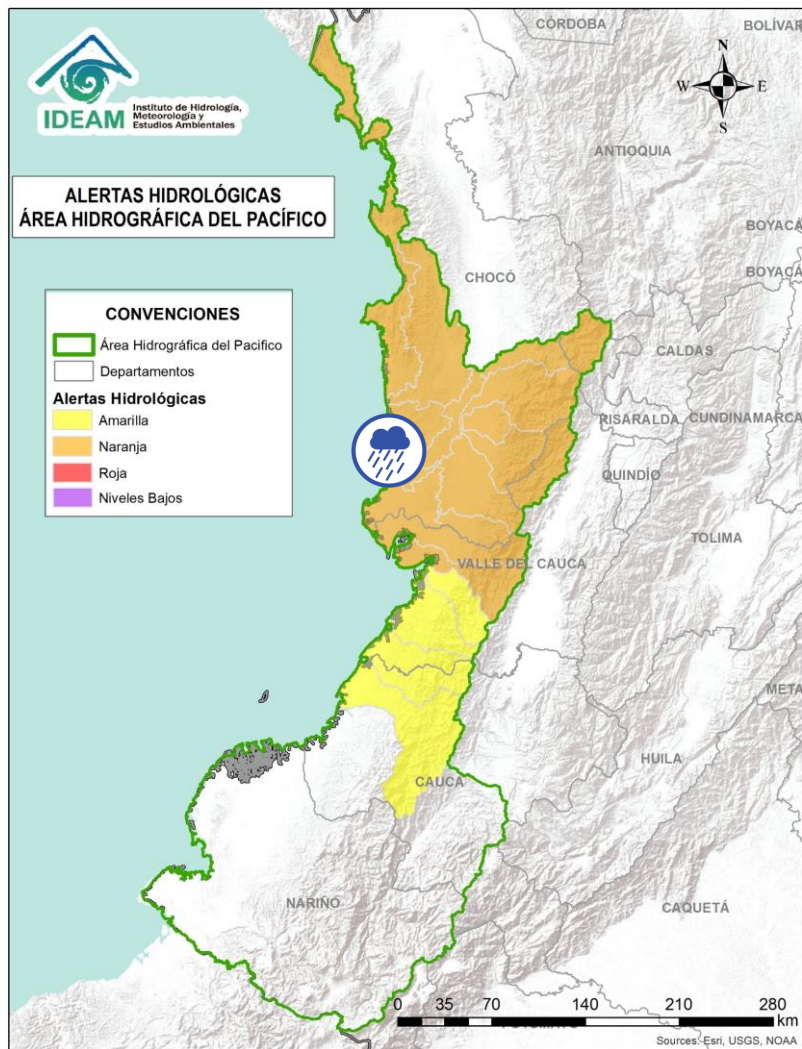 CÓRDOBA
BOLÍVAR
N
W
E
S
IDEAM
Instituto de Hidrología,
Meteorología y
Estudios Ambientales
ANTIOQUIA
ALERTAS HIDROLÓGICAS
ÁREA HIDROGRÁFICA DEL PACÍFICO
BOYACÁ
BOYACÁ
CHOCÓ
CONVENCIONES
Área Hidrográfica del Pacifico
Departamentos
Alertas Hidrológicas
Amarilla
Naranja
Roja
Niveles Bajos
CALDAS
RISARALDA
CUNDINAMARCA
QUINDÍO
TOLIMA
VALLE DEL CAUCA
META
HUILA
CAUCA
NARIÑO
CAQUETÁ
0 35 70 140 210 280
km
Sources: Esri, USGS, NOAA